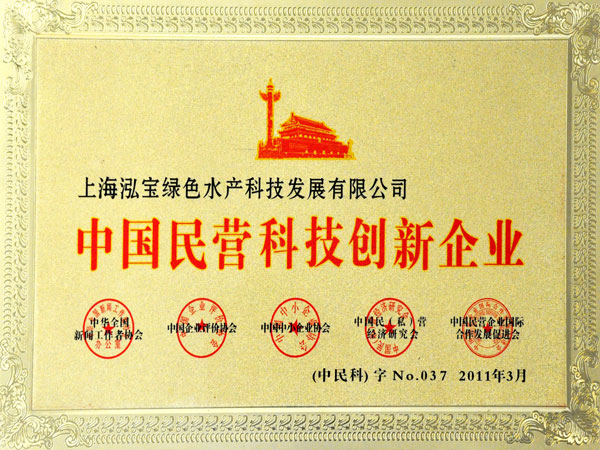 上海泓宝绿色水产科技发展有限公司
中国民营科技创新企业
中华全国
新闻工作者协会
中国企业评价协会
中国中小企业协会
中国民(私)营
经济研究会
中国民营企业国际
合作发展促进会
(中民科)字 No.037 2011年3月